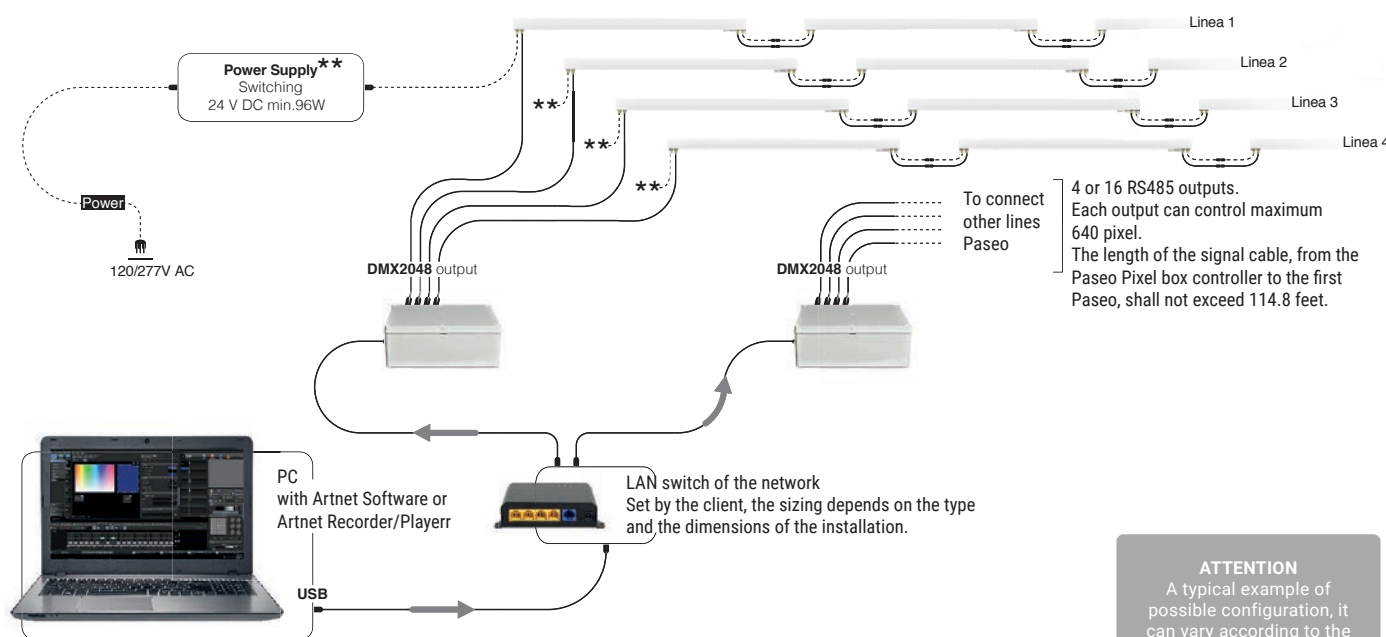 Linea 1
Linea 2
Linea 3
Linea 4
Power Supply**
Switching
24 V DC min.96W
**
**
**
Power
120/277V AC
To connect
other lines
Paseo
4 or 16 RS485 outputs.
Each output can control maximum
640 pixel.
The length of the signal cable, from the
Paseo Pixel box controller to the first
Paseo, shall not exceed 114.8 feet.
DMX2048 output
DMX2048 output
PC
with Artnet Software or
Artnet Recorder/Playerr
USB
LAN switch of the network
Set by the client, the sizing depends on the type
and the dimensions of the installation.
ATTENTION
A typical example of
possible configuration, it
can vary according to the